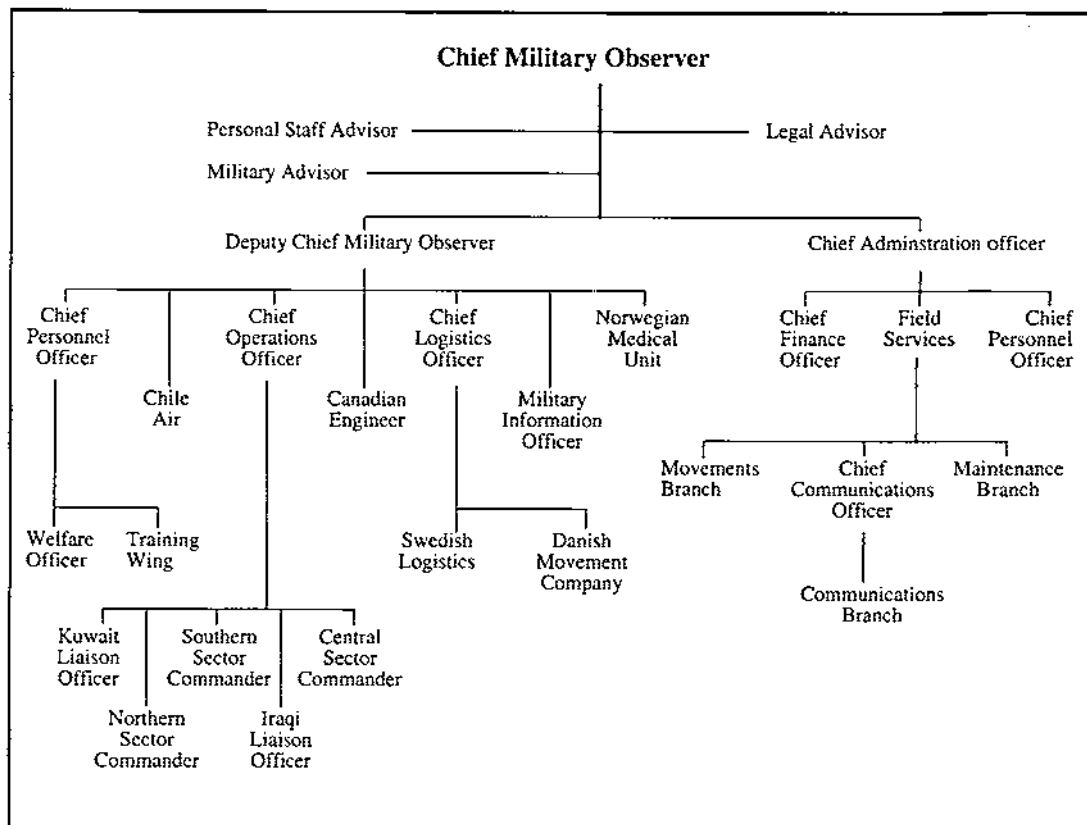 Chief Military Observer
Personal Staff Advisor
Legal Advisor
Military Advisor
Deputy Chief Military Observer
Chief Adminstration officer
Chief
Personnel
Officer
Chile
Air
Chief
Operations
Officer
Canadian
Engineer
Chief
Logistics
Officer
Military
Information
Officer
Norwegian
Medical
Unit
Chief
Finance
Officer
Field
Services
Chief
Personnel
Officer
Movements
Branch
Chief
Communications
Officer
Maintenance
Branch
Welfare
Officer
Training
Wing
Swedish
Logistics
Danish
Movement
Company
Communications
Branch
Kuwait
Liaison
Officer
Northern
Sector
Commander
Southern
Sector
Commander
Iraqi
Liaison
Officer
Central
Sector
Commander